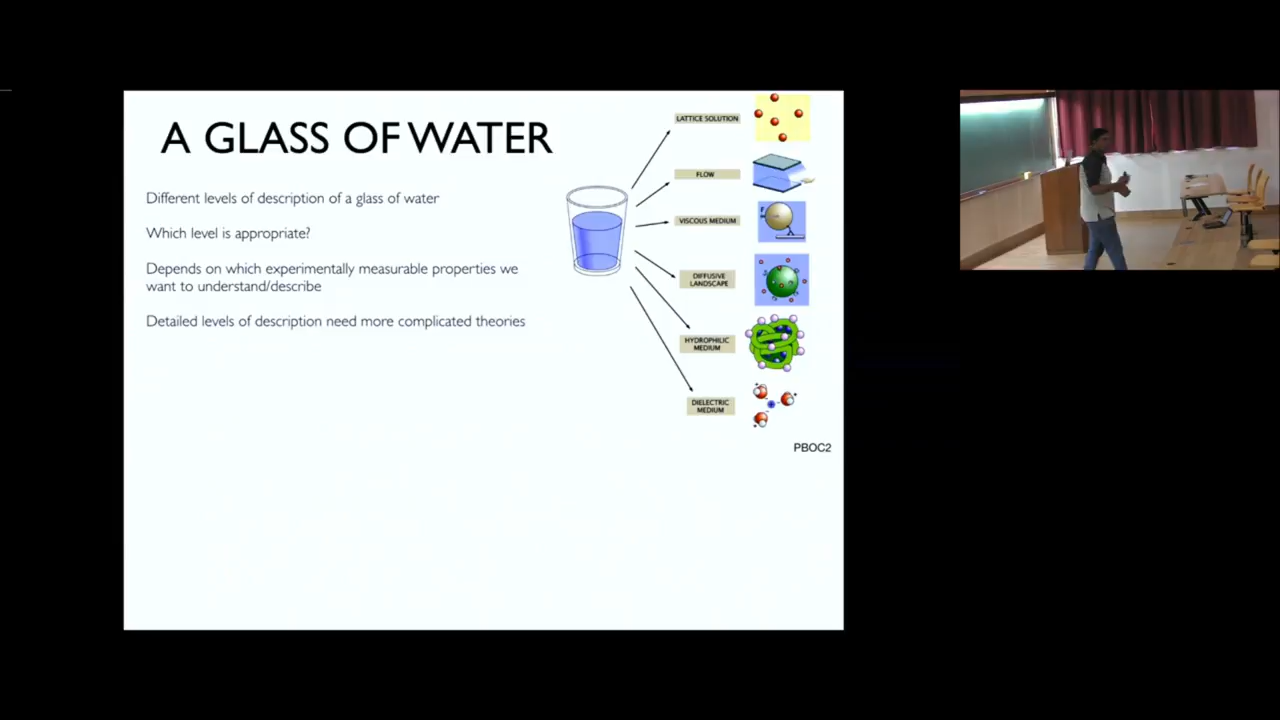 A GLASS OF WATER
Different levels of description of a glass of water
Which level is appropriate?
Depends on which experimentally measurable properties we
want to understand/describe
Detailed levels of description need more complicated theories
LATTICE SOLUTION
FLOW
VISCOUS MEDIUM
DIFFUSIVE
LANDSCAPE
HYDROPHILIC
MEDIUM
DIELECTRIC
MEDIUM
PBOC2